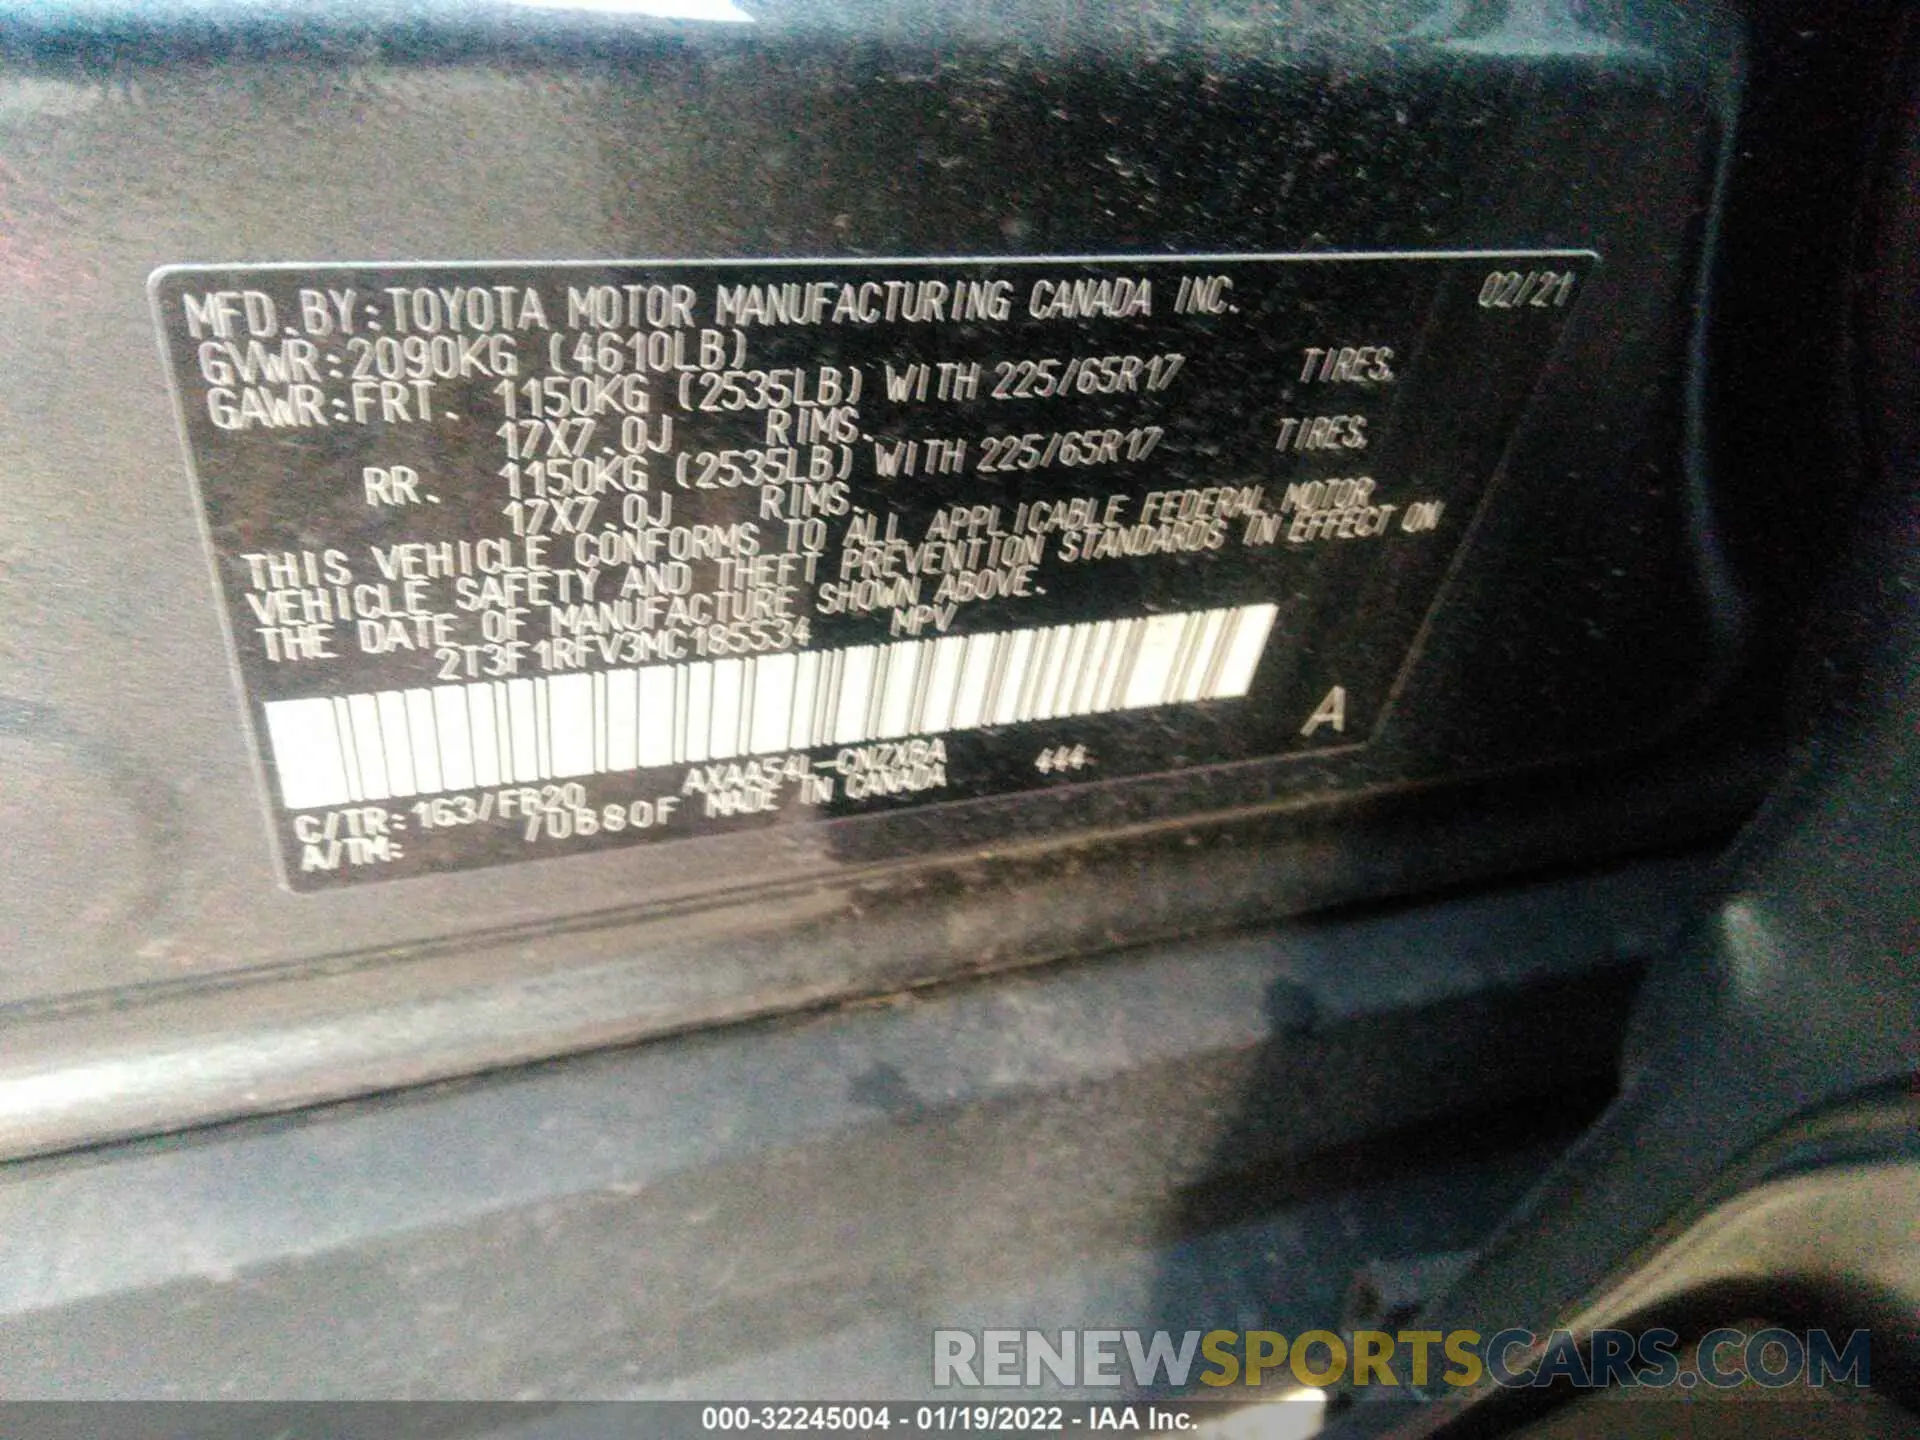 MFD. BY: TOYOTA MOTOR MANUFACTURING CANADA INC. 02/21
GVWR: 2090KG (4610LB)
GAWR: FRT. 1150KG (2535LB) WITH 225/65R17 TIRES.
17X7.0J RIMS.
RR. 1150KG (2535LB) WITH 225/65R17 TIRES.
17X7.0J RIMS.
THIS VEHICLE CONFORMS TO ALL APPLICABLE FEDERAL MOTOR
VEHICLE SAFETY AND THEFT PREVENTION STANDARDS IN EFFECT ON
THE DATE OF MANUFACTURE SHOWN ABOVE.
2T3F1RFV3MC185534 MPV
A
C/TR: 163/FB20 444
A/TM: 70B80F MADE IN CANADA
RENEWSPORTSCARS.COM
000-32245004 - 01/19/2022 - IAA Inc.